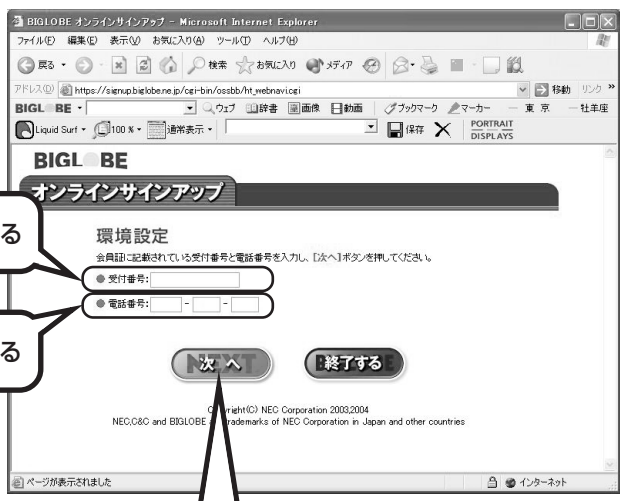 BIGLOBE オンラインサインアップ - Microsoft Internet Explorer
ファイル(F) 編集(E) 表示(V) お気に入り(A) ツール(T) ヘルプ(H)
戻る 検索 お気に入り メディア
アドレス(D) https://signup.biglobe.ne.jp/cgi-bin/ossbb/ht_webnavi.cgi 移動 リンク »
BIGLOBE ウェブ 辞書 画像 動画 ブックマーク マーカー — 東 京 — 牡羊座
Liquid Surf 100 % 通常表示 保存 PORTRAIT DISPLAYS
BIGLOBE
オンラインサインアップ
環境設定
会員証に記載されている受付番号と電話番号を入力し、[次へ]ボタンを押してください。
る
受付番号:
電話番号: - -
る
NEXT 次 へ 終了する
Copyright(C) NEC Corporation 2003,2004
NEC,C&C and BIGLOBE are trademarks of NEC Corporation in Japan and other countries
ページが表示されました インターネット